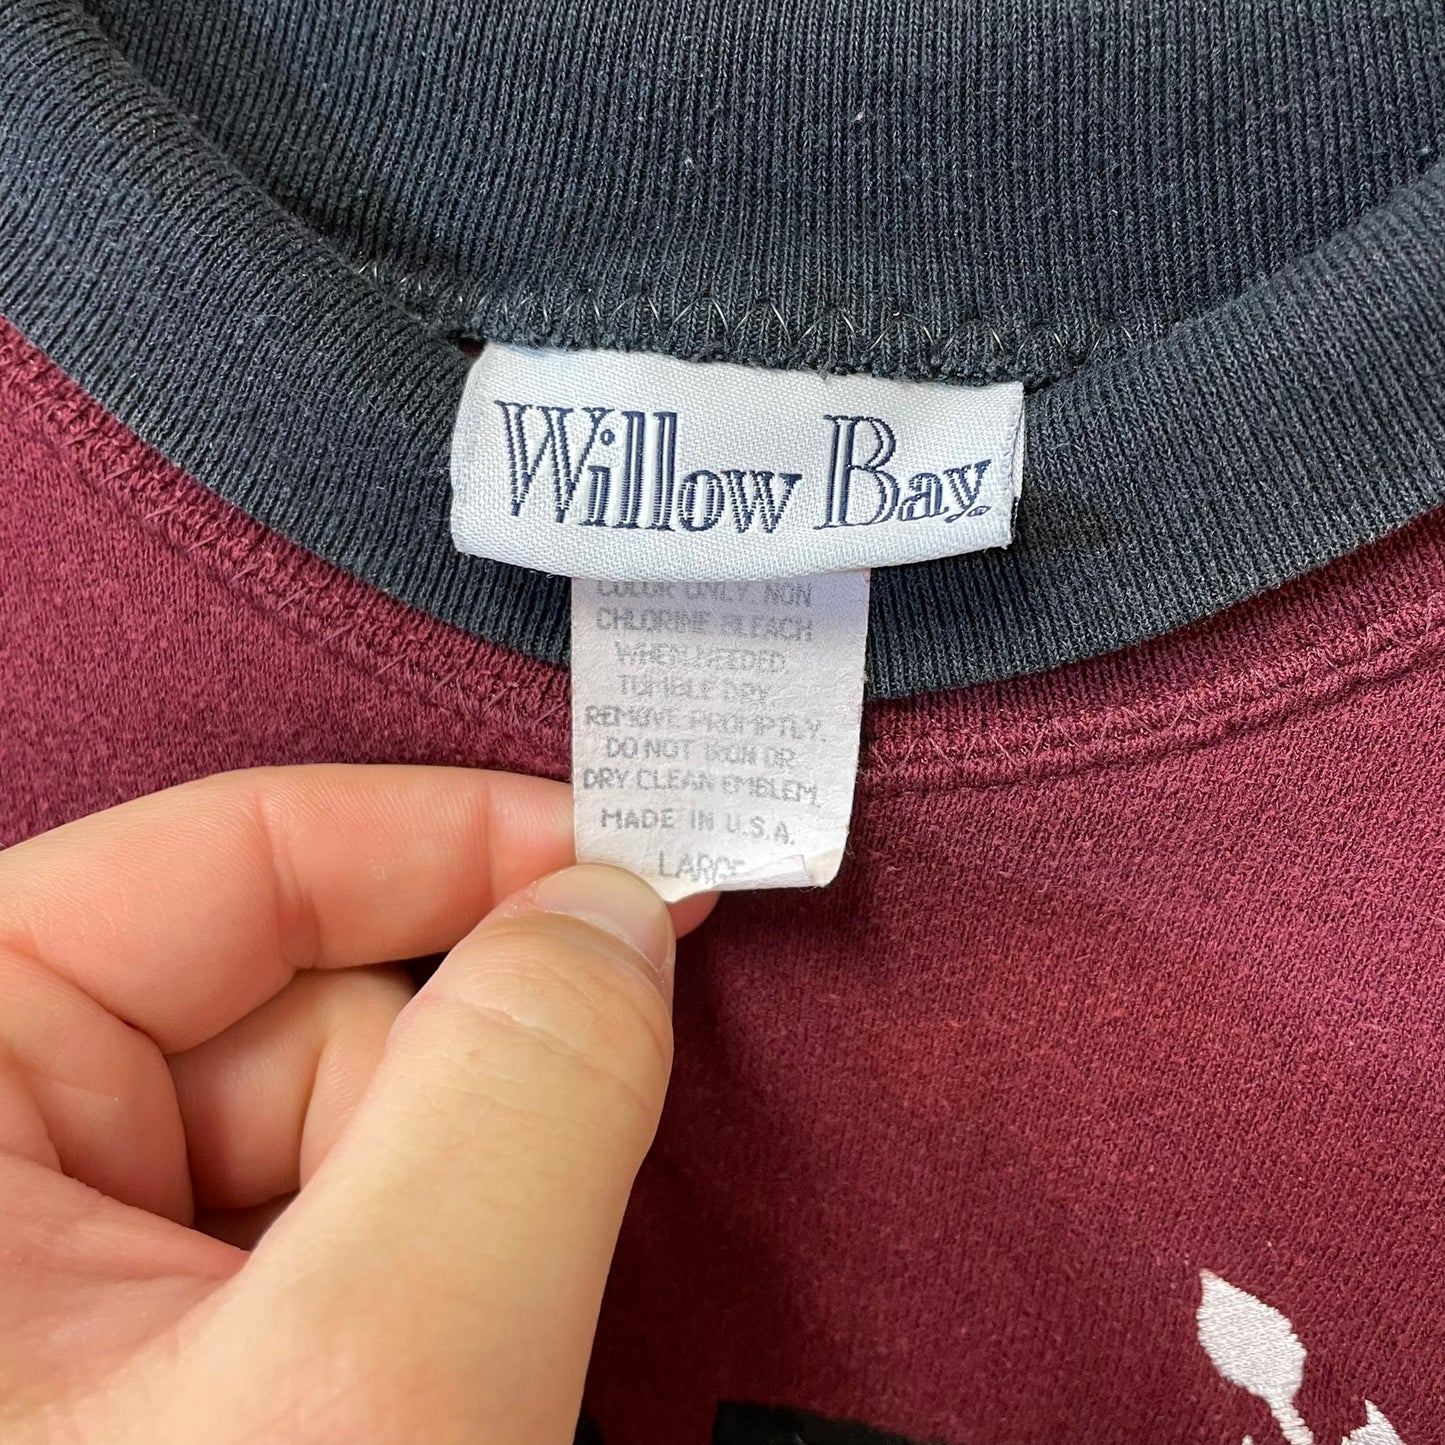 Willow Bay®
COLOR ONLY. NON
CHLORINE BLEACH
WHEN NEEDED.
TUMBLE DRY.
REMOVE PROMPTLY.
DO NOT IRON OR
DRY CLEAN EMBLEM.
MADE IN U.S.A.
LARGE